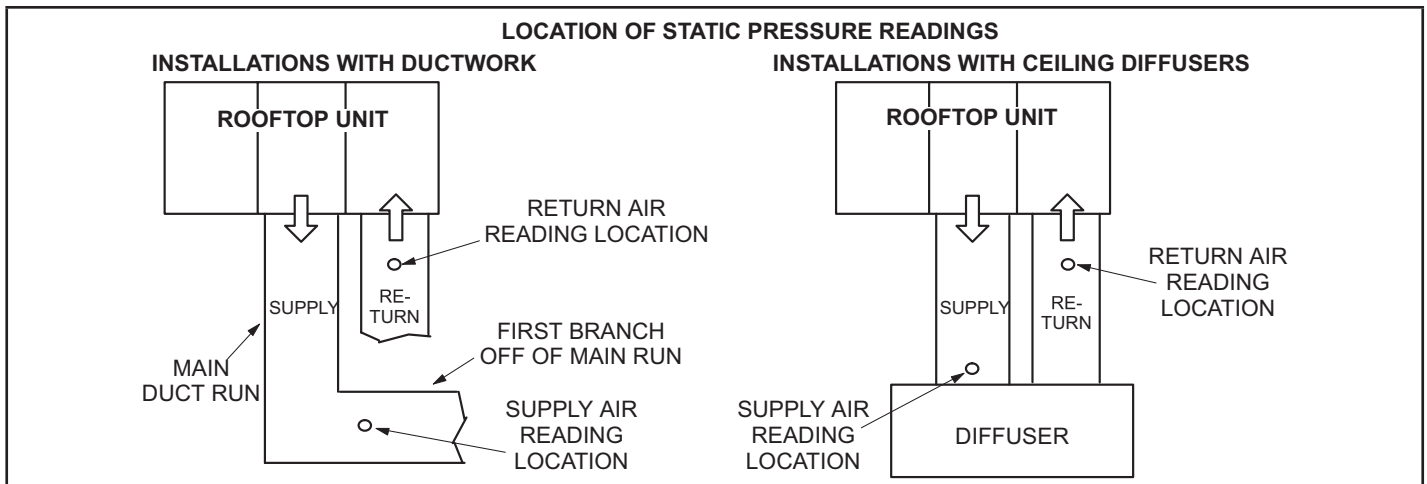 LOCATION OF STATIC PRESSURE READINGS
INSTALLATIONS WITH DUCTWORK
ROOFTOP UNIT
RETURN AIR
READING LOCATION
SUPPLY
RE-
TURN
FIRST BRANCH
OFF OF MAIN RUN
MAIN
DUCT RUN
SUPPLY AIR
READING
LOCATION
INSTALLATIONS WITH CEILING DIFFUSERS
ROOFTOP UNIT
RETURN AIR
READING
LOCATION
SUPPLY
RE-
TURN
SUPPLY AIR
READING
LOCATION
DIFFUSER